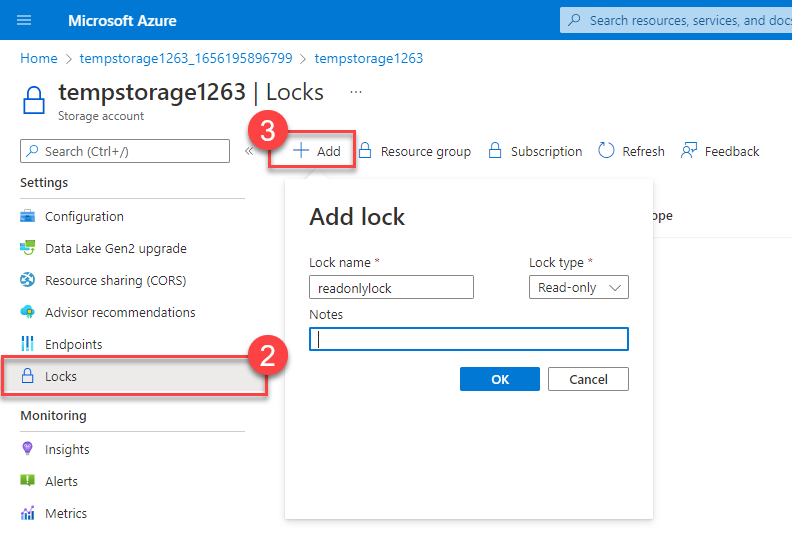 Microsoft Azure
Search resources, services, and docs
Home > tempstorage1263_1656195896799 > tempstorage1263
tempstorage1263 | Locks ...
Storage account
Search (Ctrl+/)
«
3
Add
Resource group
Subscription
Refresh
Feedback
Settings
Configuration
Data Lake Gen2 upgrade
Resource sharing (CORS)
Advisor recommendations
Endpoints
2
Locks
Monitoring
Insights
Alerts
Metrics
Add lock
Lock name *
Lock type *
readonlylock
Read-only
Notes
OK
Cancel
ope